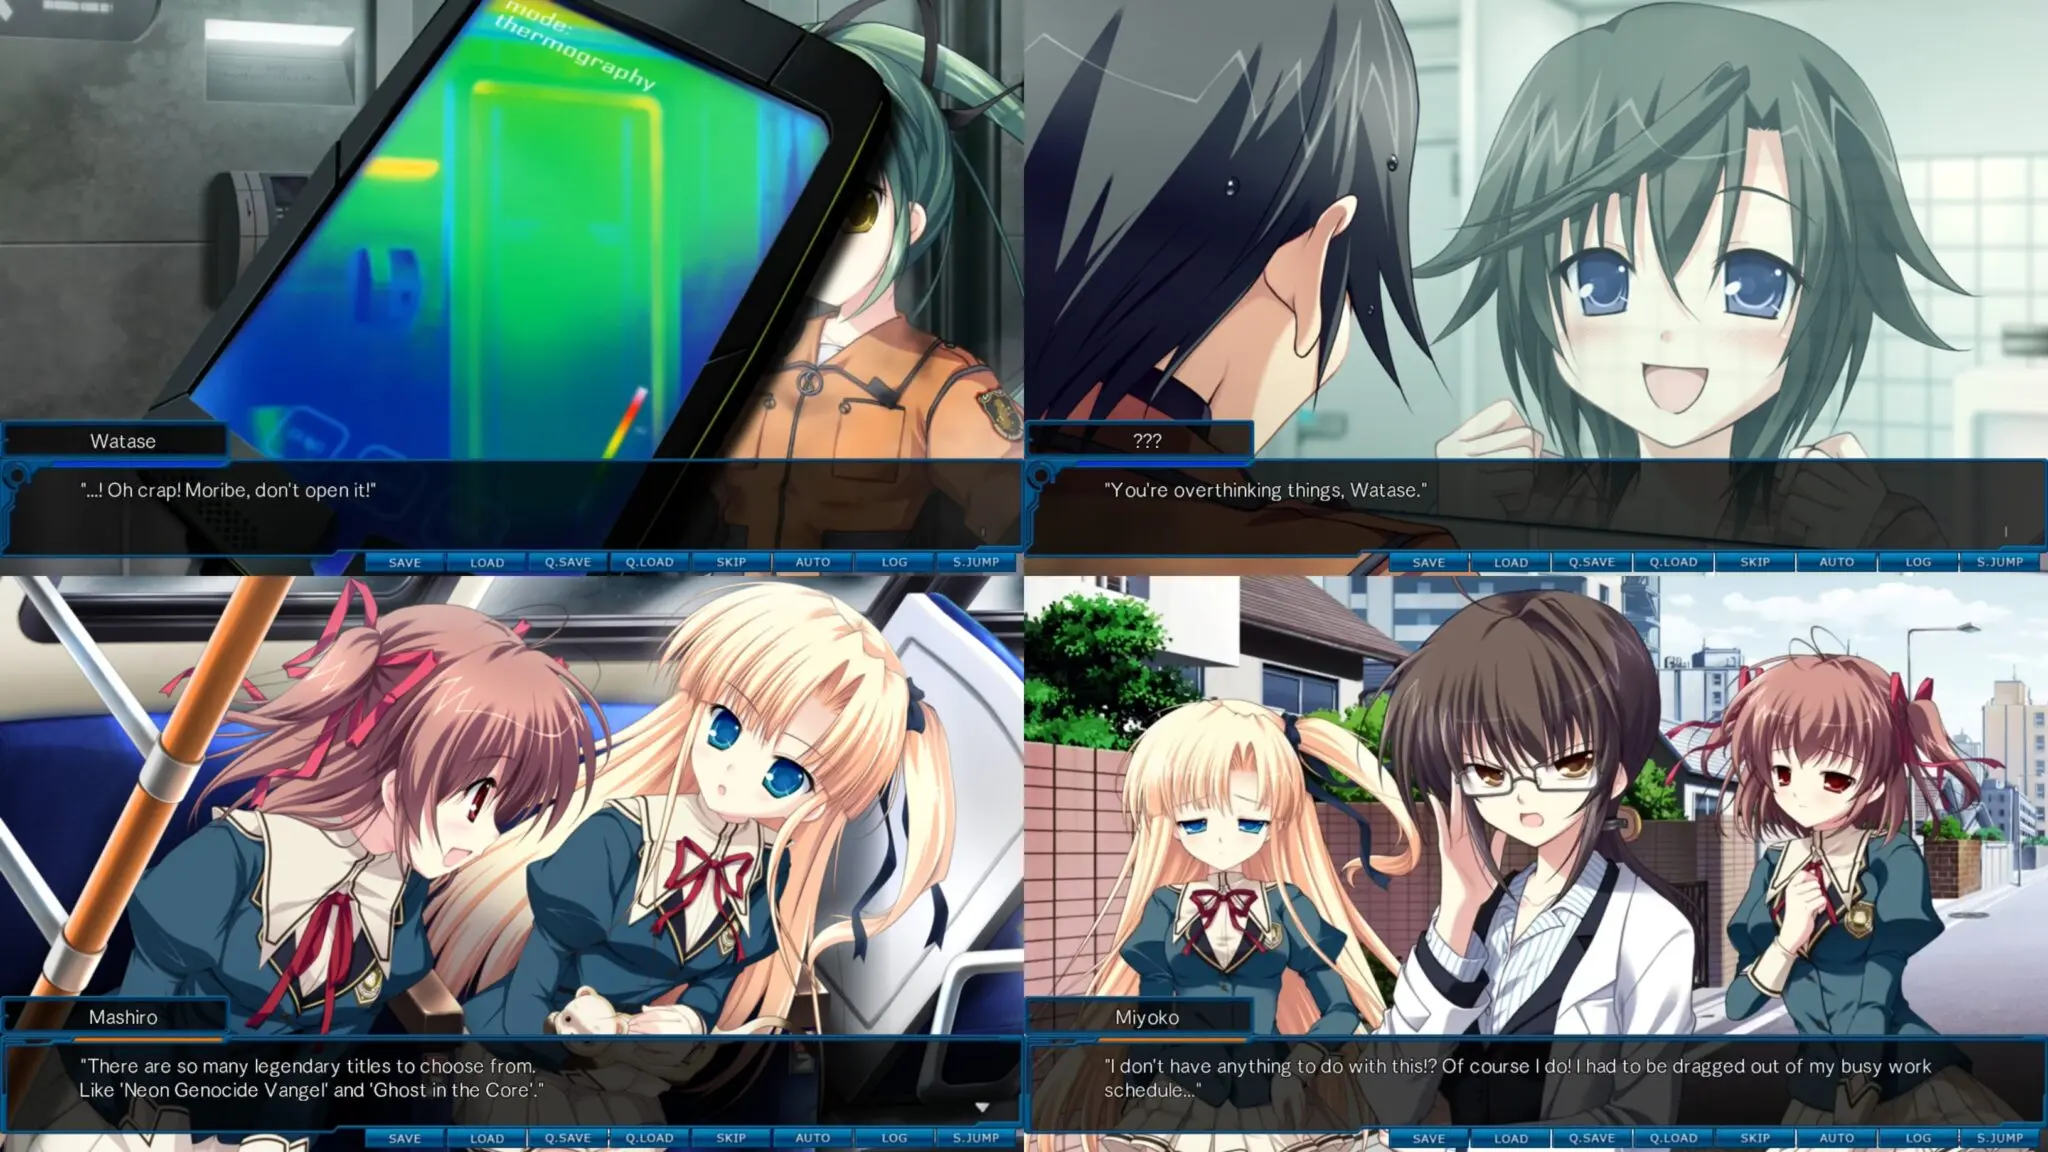 mode:
thermography
Watase
"...! Oh crap! Moribe, don't open it!"
SAVE LOAD Q.SAVE Q.LOAD SKIP AUTO LOG S.JUMP
???
"You're overthinking things, Watase."
SAVE LOAD Q.SAVE Q.LOAD SKIP AUTO LOG S.JUMP
Mashiro
"There are so many legendary titles to choose from.
Like 'Neon Genocide Vangel' and 'Ghost in the Core'."
SAVE LOAD Q.SAVE Q.LOAD SKIP AUTO LOG S.JUMP
Miyoko
"I don't have anything to do with this!? Of course I do! I had to be dragged out of my busy work
schedule..."
SAVE LOAD Q.SAVE Q.LOAD SKIP AUTO LOG S.JUMP